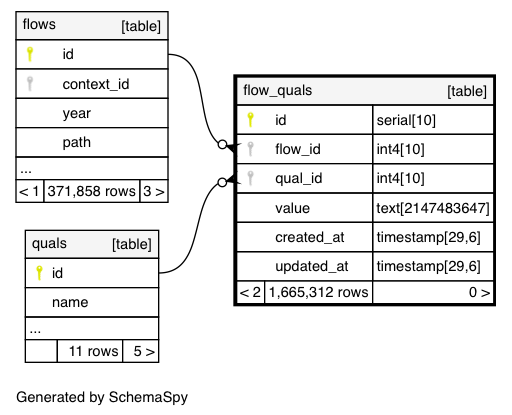 flows [table]
id
context_id
year
path
...
< 1 371,858 rows 3 >
flow_quals [table]
id serial[10]
flow_id int4[10]
qual_id int4[10]
value text[2147483647]
created_at timestamp[29,6]
updated_at timestamp[29,6]
< 2 1,665,312 rows 0 >
quals [table]
id
name
...
11 rows 5 >
Generated by SchemaSpy